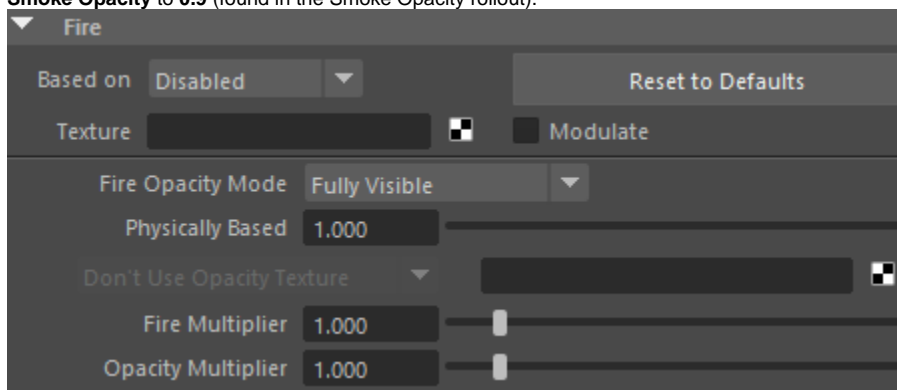 Smoke Opacity to 0.9 (found in the Smoke Opacity rollout).
Fire
Based on Disabled Reset to Defaults
Texture Modulate
Fire Opacity Mode Fully Visible
Physically Based 1.000
Don't Use Opacity Texture
Fire Multiplier 1.000
Opacity Multiplier 1.000